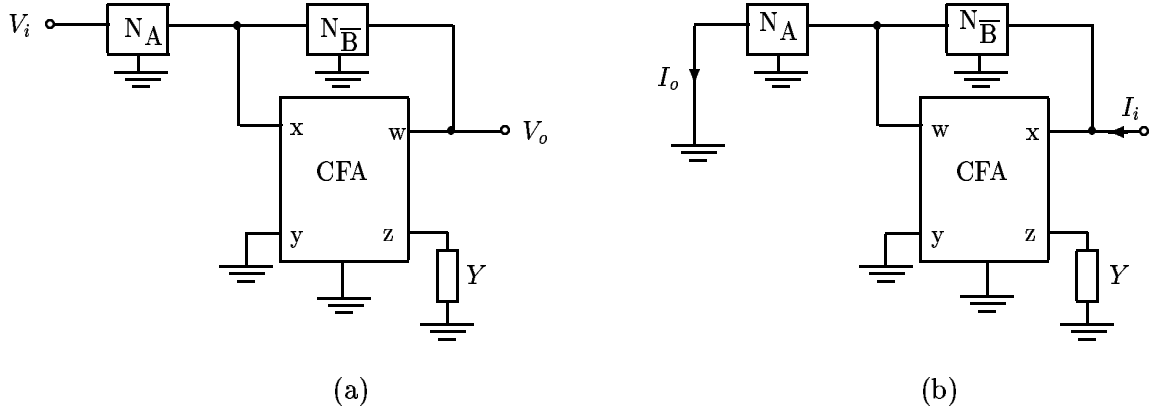 V_i N_A N_B̅
x w V_o
CFA
y z
Y
(a)
N_A N_B̅
I_o I_i
w x
CFA
y z
Y
(b)